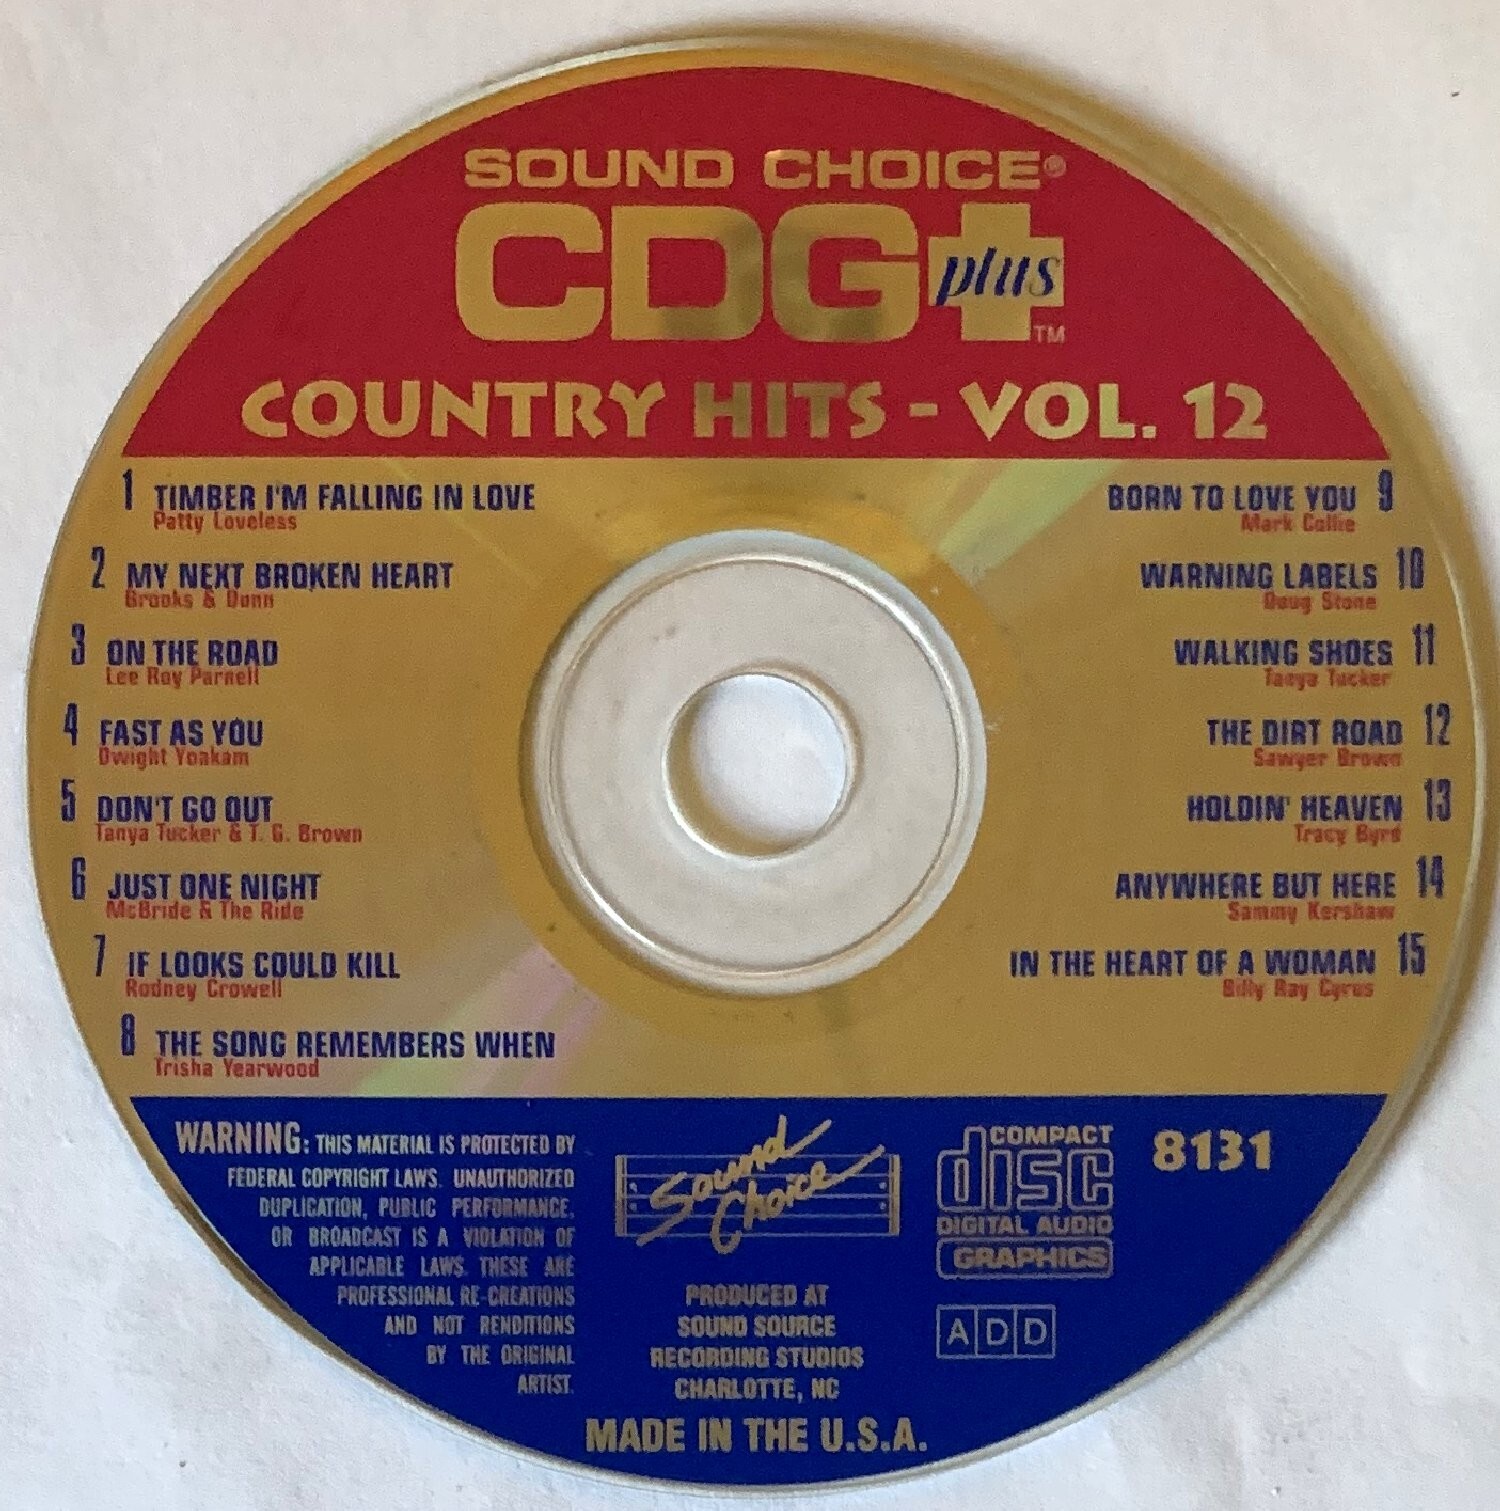 SOUND CHOICE®
CDG plus ™
COUNTRY HITS - VOL. 12
1 TIMBER I'M FALLING IN LOVE
Patty Loveless
2 MY NEXT BROKEN HEART
Brooks & Dunn
3 ON THE ROAD
Lee Roy Parnell
4 FAST AS YOU
Dwight Yoakam
5 DON'T GO OUT
Tanya Tucker & T. G. Brown
6 JUST ONE NIGHT
McBride & The Ride
7 IF LOOKS COULD KILL
Rodney Crowell
8 THE SONG REMEMBERS WHEN
Trisha Yearwood
BORN TO LOVE YOU 9
Mark Collie
WARNING LABELS 10
Doug Stone
WALKING SHOES 11
Tanya Tucker
THE DIRT ROAD 12
Sawyer Brown
HOLDIN' HEAVEN 13
Tracy Byrd
ANYWHERE BUT HERE 14
Sammy Kershaw
IN THE HEART OF A WOMAN 15
Billy Ray Cyrus
WARNING: THIS MATERIAL IS PROTECTED BY
FEDERAL COPYRIGHT LAWS. UNAUTHORIZED
DUPLICATION, PUBLIC PERFORMANCE,
OR BROADCAST IS A VIOLATION OF
APPLICABLE LAWS. THESE ARE
PROFESSIONAL RE-CREATIONS
AND NOT RENDITIONS
BY THE ORIGINAL
ARTIST.
Sound
Choice
PRODUCED AT
SOUND SOURCE
RECORDING STUDIOS
CHARLOTTE, NC
MADE IN THE U.S.A.
COMPACT
disc
DIGITAL AUDIO
GRAPHICS
ADD
8131